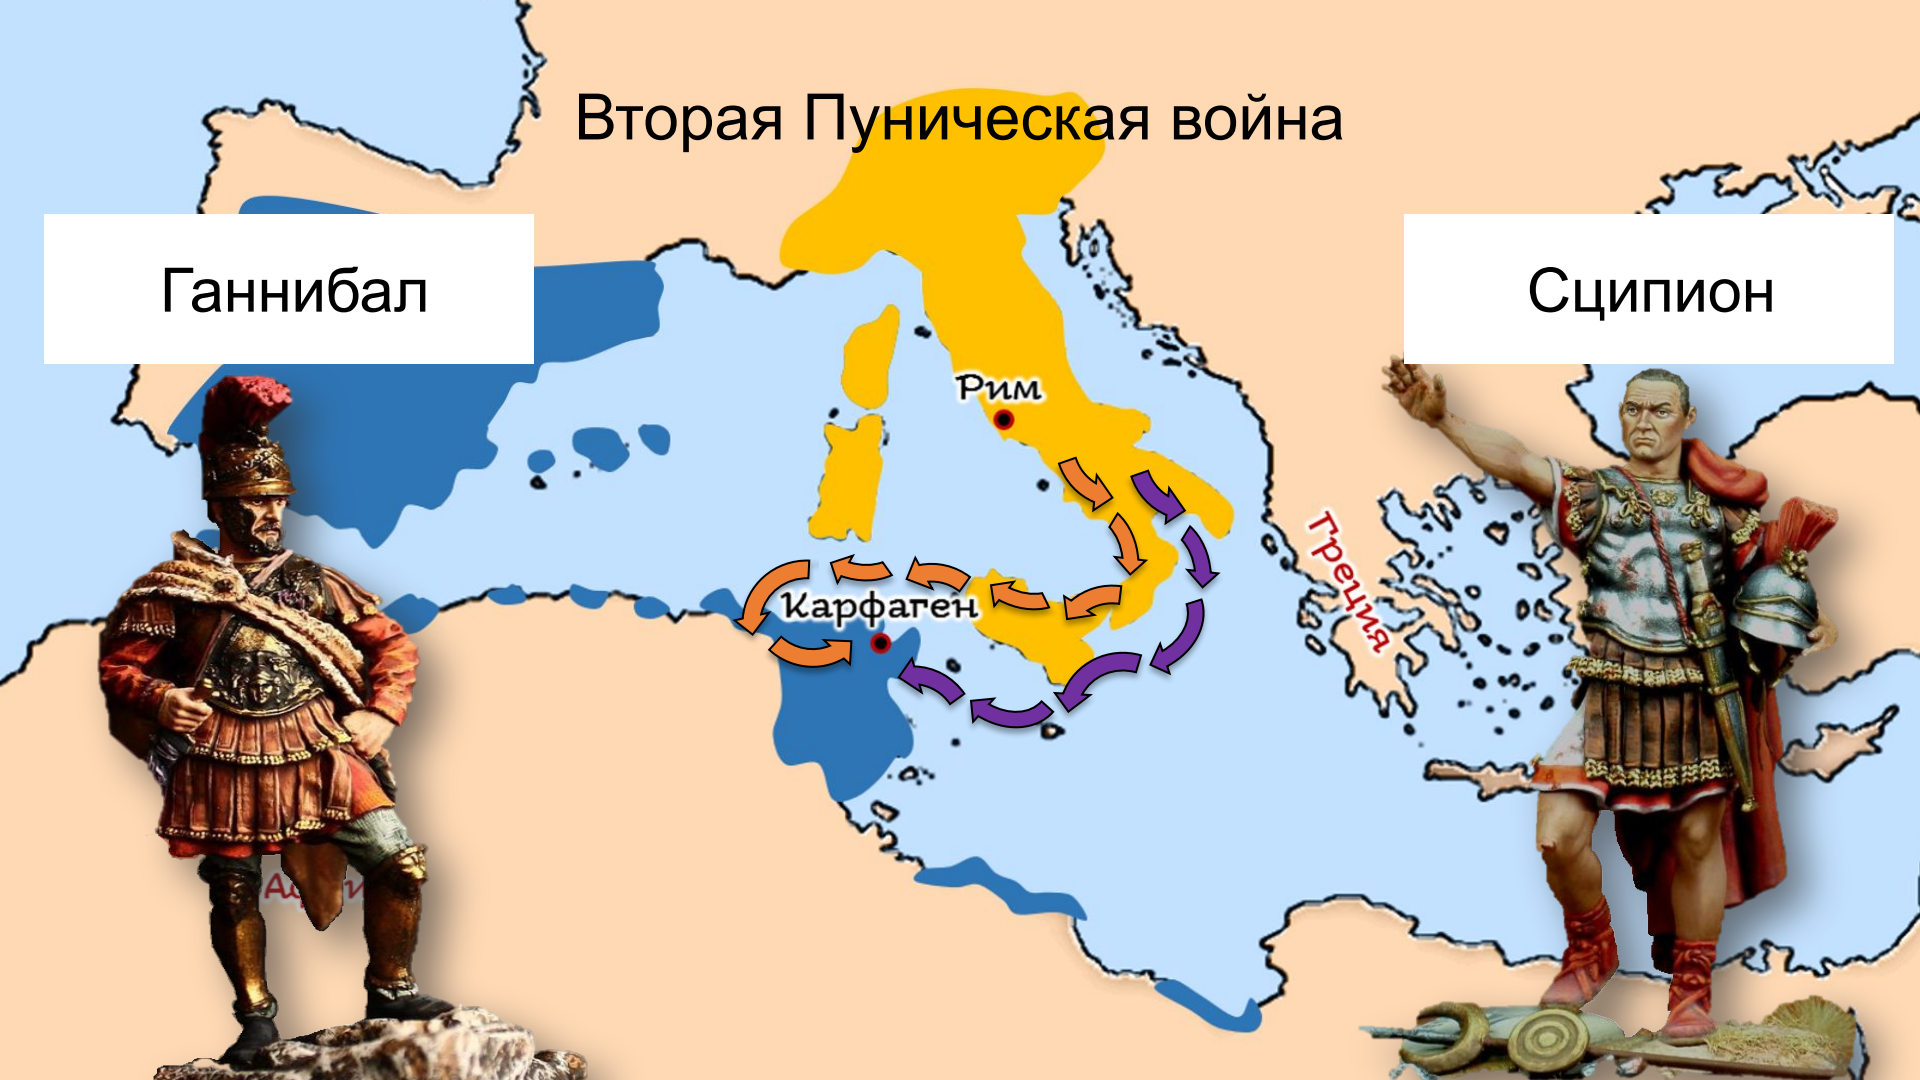 Вторая Пуническая война
Ганнибал
Сципион
Рим
Греция
Карфаген